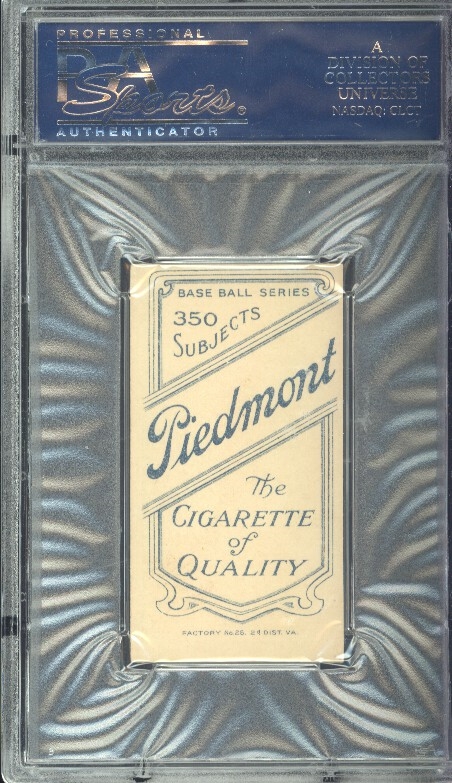 PROFESSIONAL
PSA
Sports®
AUTHENTICATOR
A
DIVISION OF
COLLECTORS
UNIVERSE
NASDAQ: CLCT
BASE BALL SERIES
350
SUBJECTS
Piedmont
The
CIGARETTE
of
QUALITY
FACTORY No.25, 2d DIST. VA.